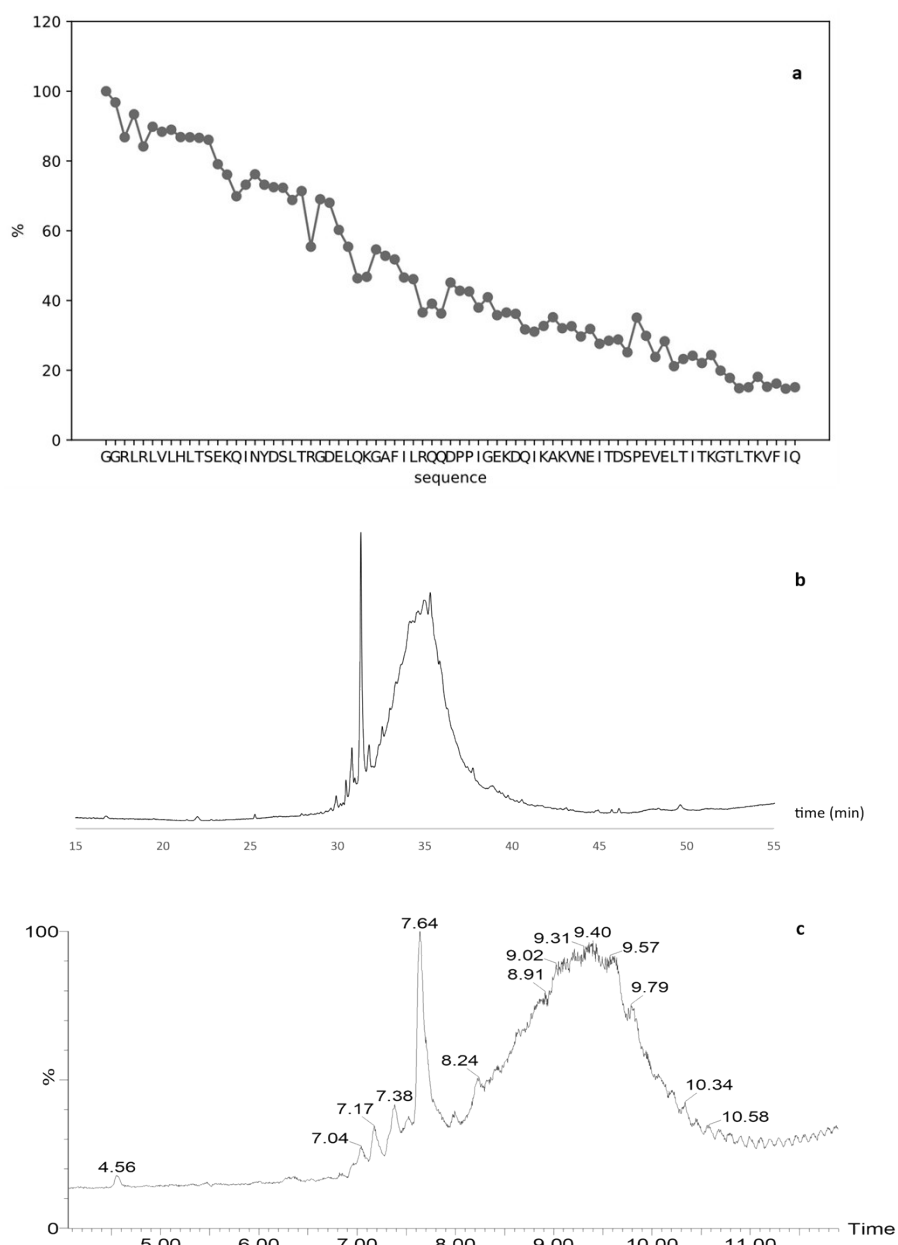 120
a
100
80
%
60
40
20
0
GGRLRLVLHLTSEKQINYDSLTRGDELQKGAFILRQQDPPIGEKDQIKAKVNEITDSPEVELTITKGTLTKVFIQ
sequence
b
time (min)
15 20 25 30 35 40 45 50 55
c
100
7.64
9.31 9.40
9.02 9.57
8.91
9.79
8.24
%
7.38 10.34
7.17 10.58
7.04
4.56
0
Time
5.00 6.00 7.00 8.00 9.00 10.00 11.00